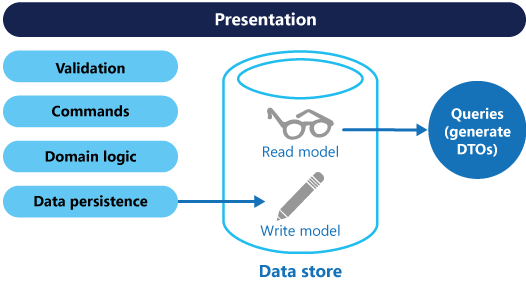 Presentation
Validation
Commands
Domain logic
Data persistence
Read model
Write model
Data store
Queries
(generate
DTOs)